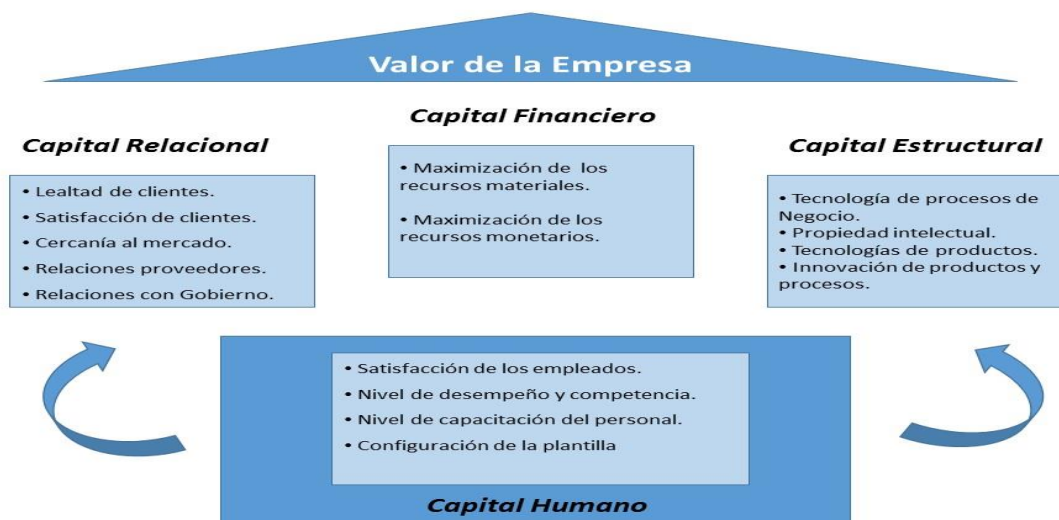 Valor de la Empresa
Capital Financiero
Capital Relacional
Capital Estructural
• Lealtad de clientes.
• Satisfacción de clientes.
• Cercanía al mercado.
• Relaciones proveedores.
• Relaciones con Gobierno.
• Maximización de los
recursos materiales.
• Maximización de los
recursos monetarios.
• Tecnología de procesos de
Negocio.
• Propiedad intelectual.
• Tecnologías de productos.
• Innovación de productos y
procesos.
• Satisfacción de los empleados.
• Nivel de desempeño y competencia.
• Nivel de capacitación del personal.
• Configuración de la plantilla
Capital Humano